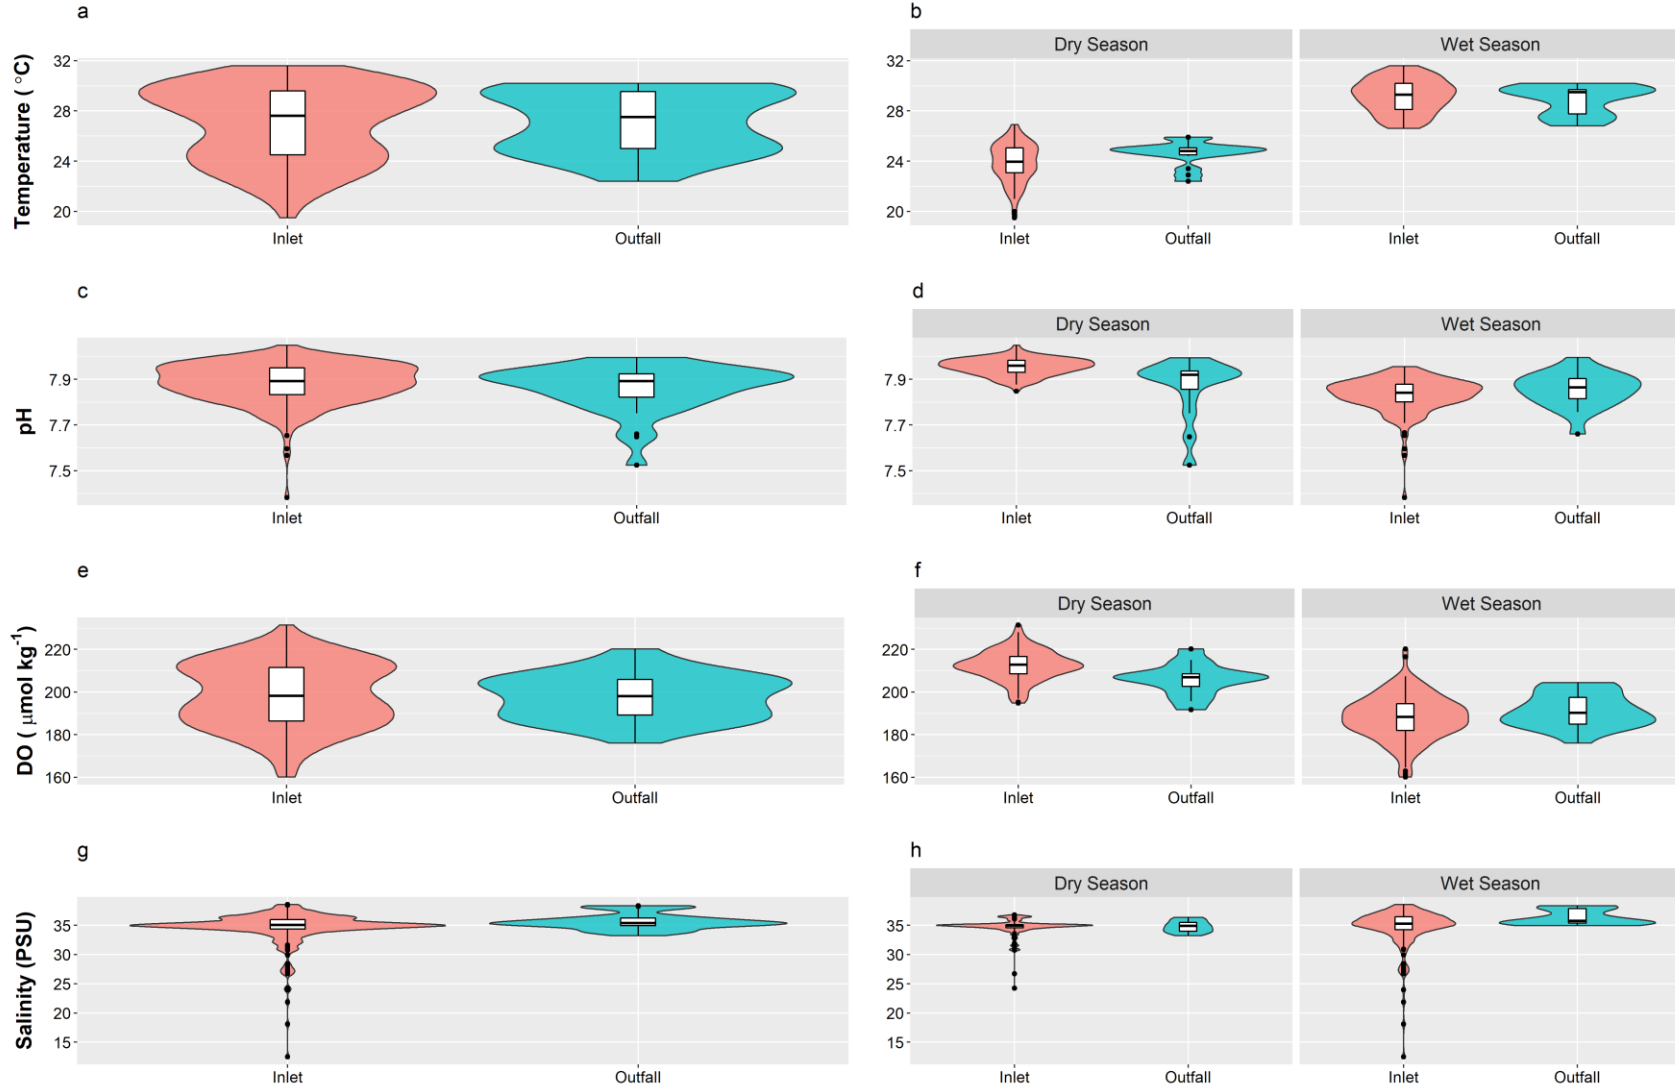 a
b
Temperature ( °C)
32
28
24
20
Inlet
Outfall
Dry Season
Wet Season
32
28
24
20
Inlet
Outfall
Inlet
Outfall
c
d
pH
7.9
7.7
7.5
Inlet
Outfall
Dry Season
Wet Season
7.9
7.7
7.5
Inlet
Outfall
Inlet
Outfall
e
f
DO ( μmol kg⁻¹)
220
200
180
160
Inlet
Outfall
Dry Season
Wet Season
220
200
180
160
Inlet
Outfall
Inlet
Outfall
g
h
Salinity (PSU)
35
30
25
20
15
Inlet
Outfall
Dry Season
Wet Season
35
30
25
20
15
Inlet
Outfall
Inlet
Outfall